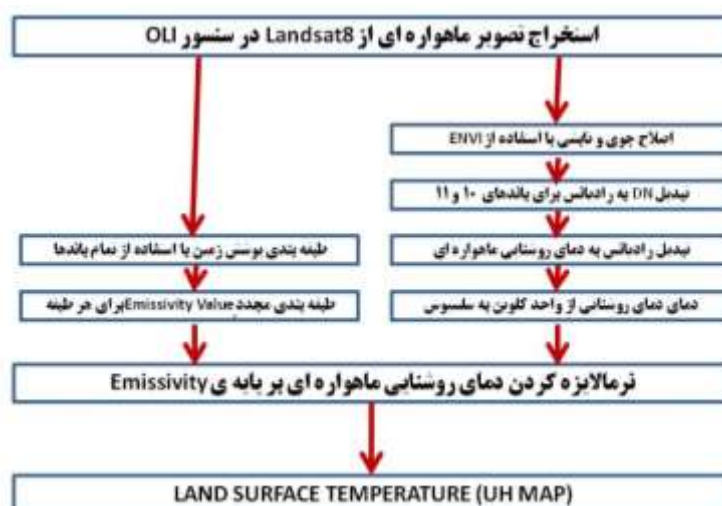 استخراج تصویر ماهواره ای از Landsat8 در سنسور OLI
اصلاح جوی و تابشی با استفاده از ENVI
تبدیل DN به رادیانس برای باندهای ۱۰ و ۱۱
طبقه بندی پوشش زمین با استفاده از تمام باندها
تبدیل رادیانس به دمای روشنایی ماهواره ای
طبقه بندی مجدد Emissivity Value برای هر طبقه
دمای دمای روشنایی از واحد کلوین به سلسیوس
نرمالایزه کردن دمای روشنایی ماهواره ای بر پایه ی Emissivity
LAND SURFACE TEMPERATURE (UH MAP)